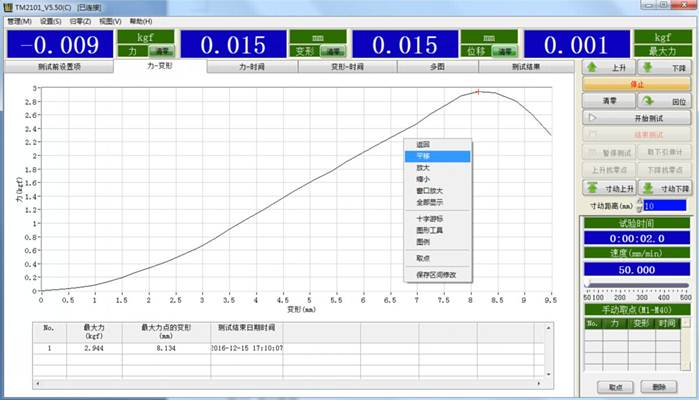 TM2101_V5.50(C) [已连接]
管理(M) 设置(S) 归零(Z) 视图(V) 帮助(H)
-0.009 kgf 力 清零 0.015 mm 变形 清零 0.015 mm 位移 清零 0.001 kgf 最大力
测试前设置项 力-变形 力-时间 变形-时间 多图 测试结果
上升 下降
停止
清零 回位
开始测试
结束测试
暂停测试 取下引伸计
上升找零点 下降找零点
寸动上升 寸动下降
寸动距离(mm) 10
试验时间
0:00:02.0
速度(mm/min)
50.000
50 100 200 300 400 500
手动取点(M1-M40)
No. 力 变形 时间
取点 删除
力(kgf)
3
2.8
2.6
2.4
2.2
2
1.8
1.6
1.4
1.2
1
0.8
0.6
0.4
0.2
0
0 0.5 1 1.5 2 2.5 3 3.5 4 4.5 5 5.5 6 6.5 7 7.5 8 8.5 9 9.5
变形(mm)
返回
平移
放大
缩小
窗口放大
全部显示
十字游标
图形工具
图例
取点
保存区间修改
No. 最大力 最大力点的变形 测试结束日期时间
(kgf) (mm)
1 2.944 8.134 2016-12-15 17:10:07